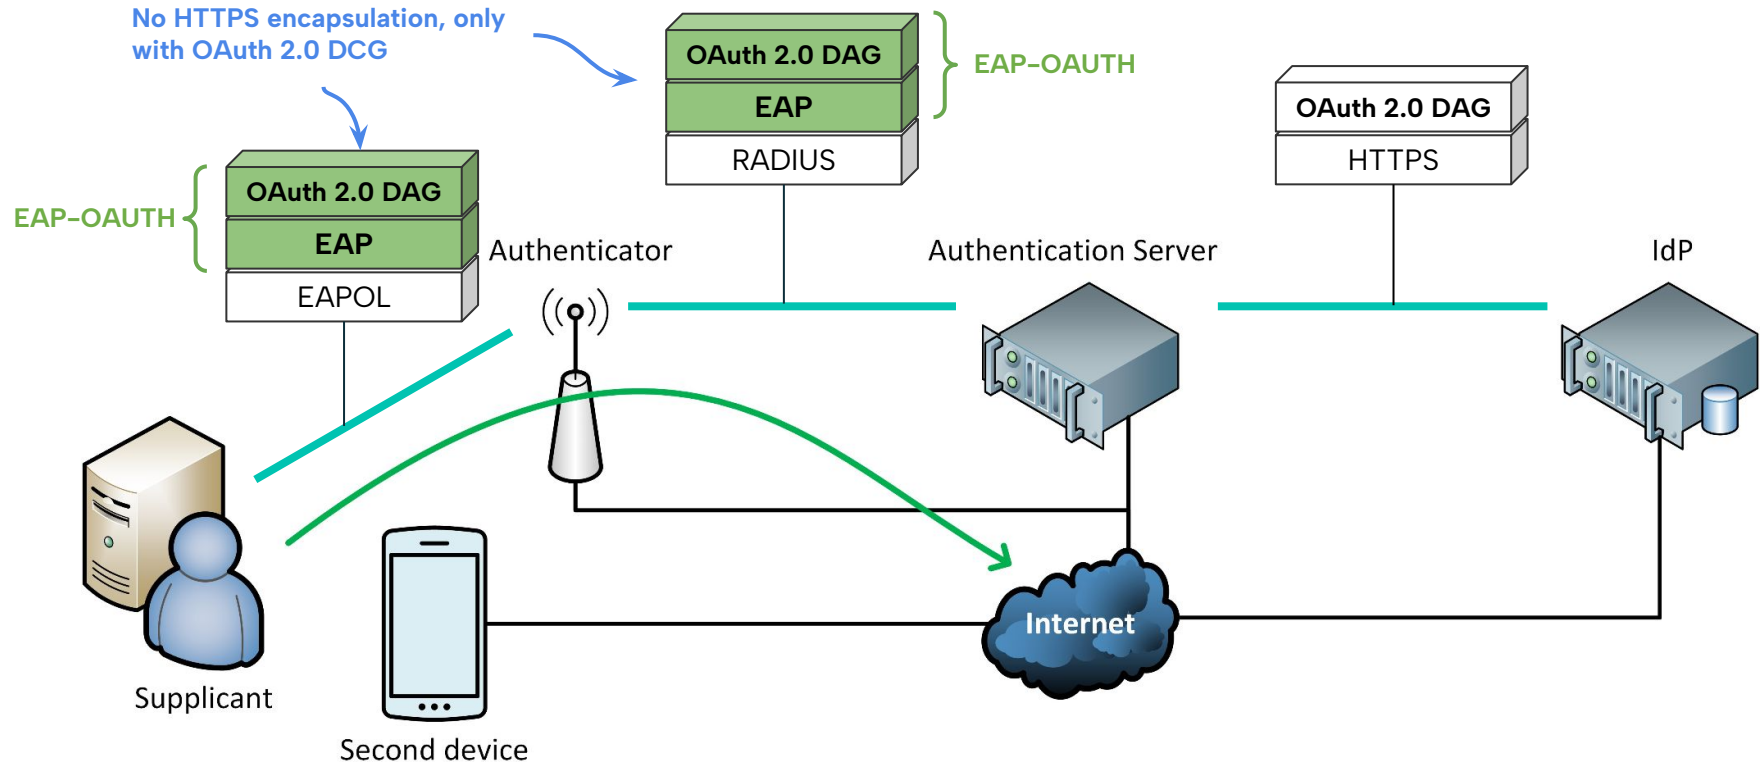 No HTTPS encapsulation, only
with OAuth 2.0 DCG
OAuth 2.0 DAG
EAP
RADIUS
EAP-OAUTH
OAuth 2.0 DAG
HTTPS
EAP-OAUTH
OAuth 2.0 DAG
EAP
EAPOL
Authenticator
Authentication Server
IdP
Internet
Supplicant
Second device